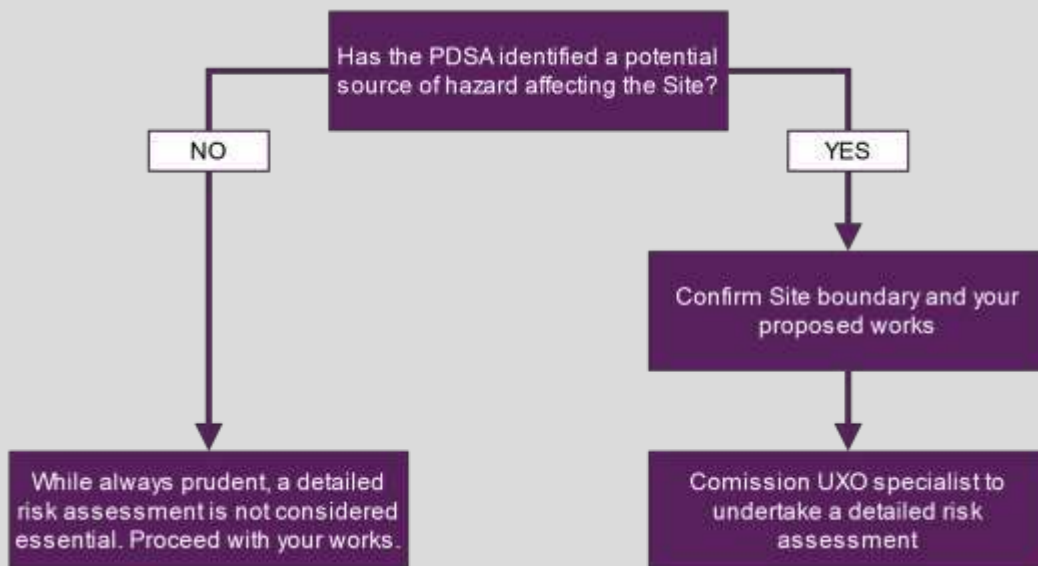 Has the PDSA identified a potential
source of hazard affecting the Site?
NO
YES
Confirm Site boundary and your
proposed works
While always prudent, a detailed
risk assessment is not considered
essential. Proceed with your works.
Comission UXO specialist to
undertake a detailed risk
assessment